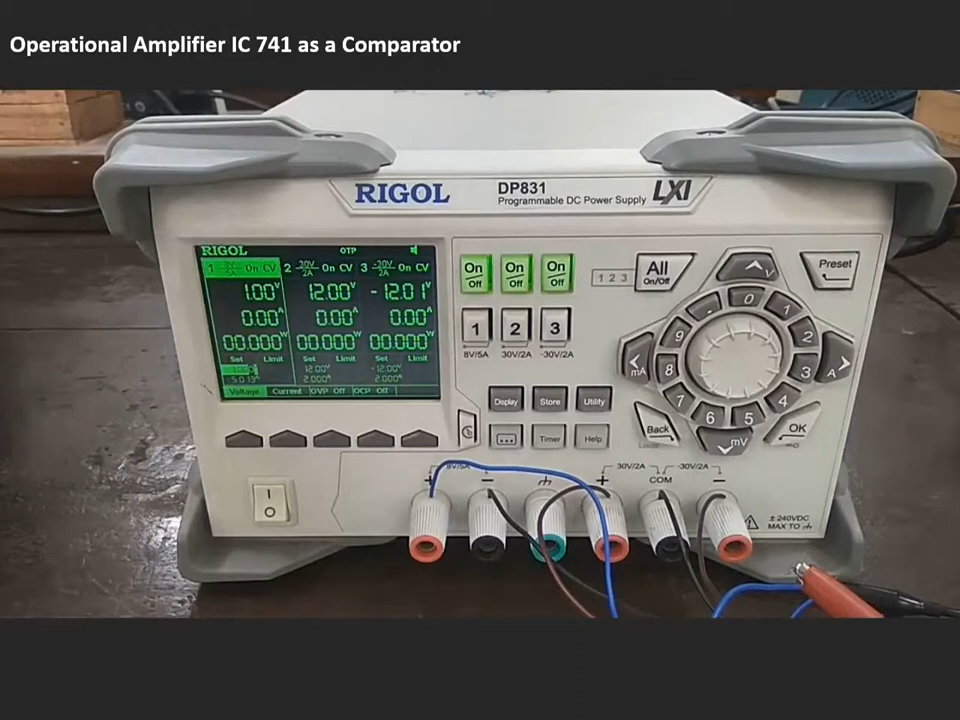 Operational Amplifier IC 741 as a Comparator
RIGOL
DP831
Programmable DC Power Supply
LXI
RIGOL OTP
1 8V 5A On CV 2 30V 2A On CV 3 -30V 2A On CV
1.00V 12.00V -12.01V
0.00A 0.00A 0.00A
00.000W 00.000W 00.000W
Set Limit Set Limit Set Limit
12.00V -12.00V
2.000A 2.000A
Voltage Current OVP Off OCP Off
On Off
On Off
On Off
1 2 3
All
On/Off
Preset
1
2
3
8V/5A 30V/2A -30V/2A
Display
Store
Utility
...
Timer
Help
V
mA
A
mV
.
0
1
2
3
4
5
6
7
8
9
Back
Local
OK
I
O
+ 8V/5A −
+ 30V/2A COM -30V/2A −
± 240VDC
MAX TO